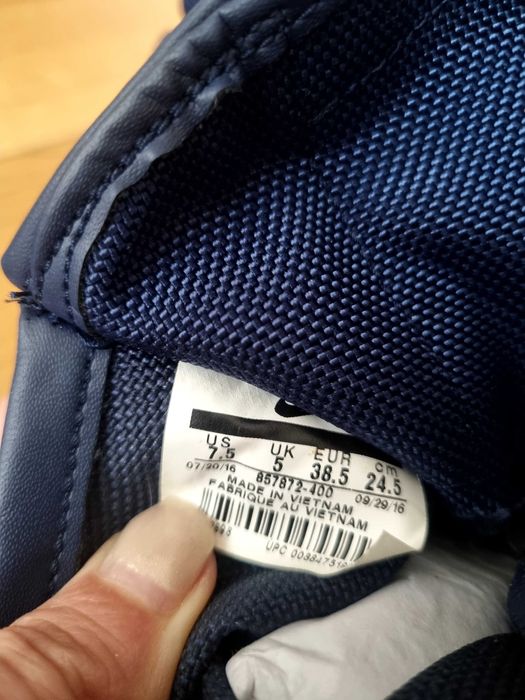 US UK EUR cm
7.5 5 38.5 24.5
07/20/16 857872-400 09/29/16
MADE IN VIETNAM
FABRIQUE AU VIETNAM